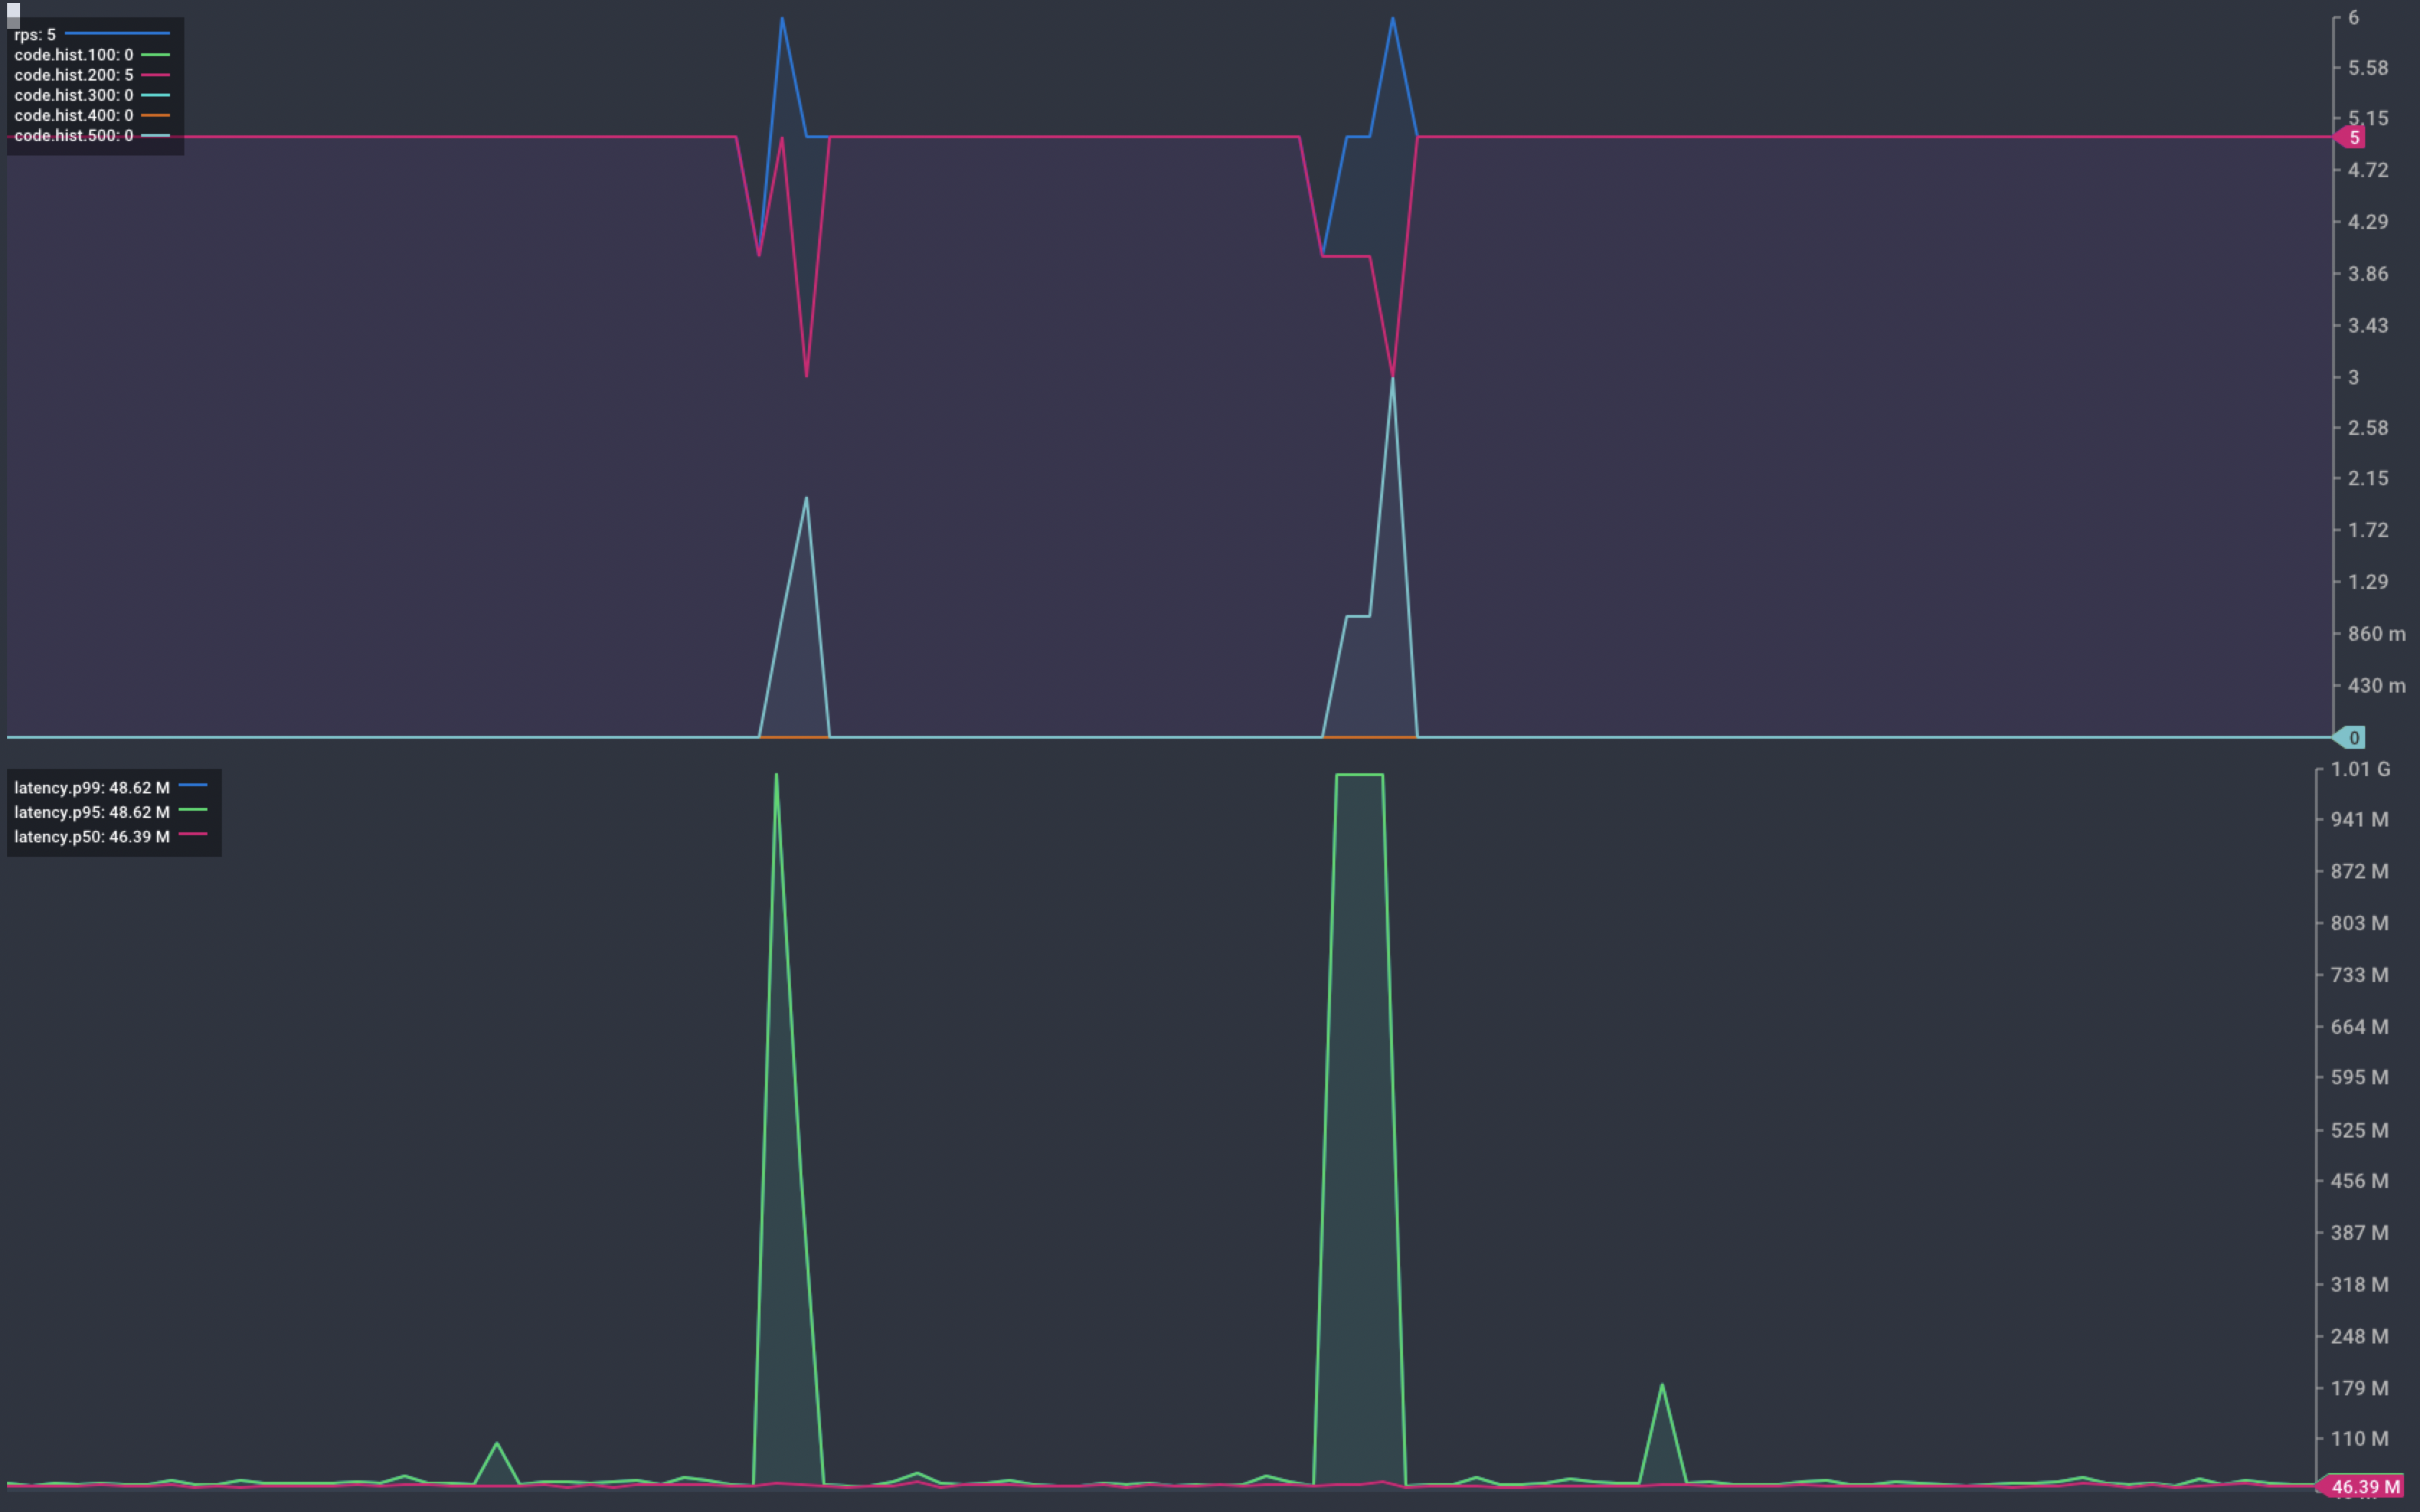 rps: 5
code.hist.100: 0
code.hist.200: 5
code.hist.300: 0
code.hist.400: 0
code.hist.500: 0
6
5.58
5.15
5
4.72
4.29
3.86
3.43
3
2.58
2.15
1.72
1.29
860 m
430 m
0
latency.p99: 48.62 M
latency.p95: 48.62 M
latency.p50: 46.39 M
1.01 G
941 M
872 M
803 M
733 M
664 M
595 M
525 M
456 M
387 M
318 M
248 M
179 M
110 M
46.39 M